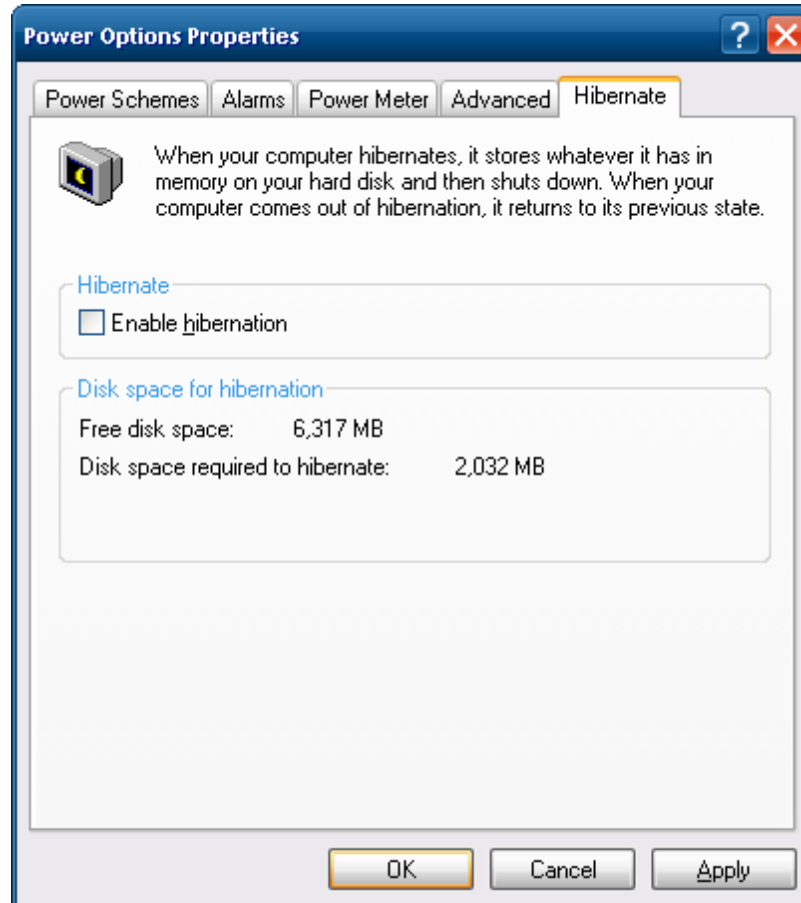 Power Options Properties
?
Power Schemes Alarms Power Meter Advanced Hibernate
When your computer hibernates, it stores whatever it has in
memory on your hard disk and then shuts down. When your
computer comes out of hibernation, it returns to its previous state.
Hibernate
Enable hibernation
Disk space for hibernation
Free disk space: 6,317 MB
Disk space required to hibernate: 2,032 MB
OK Cancel Apply